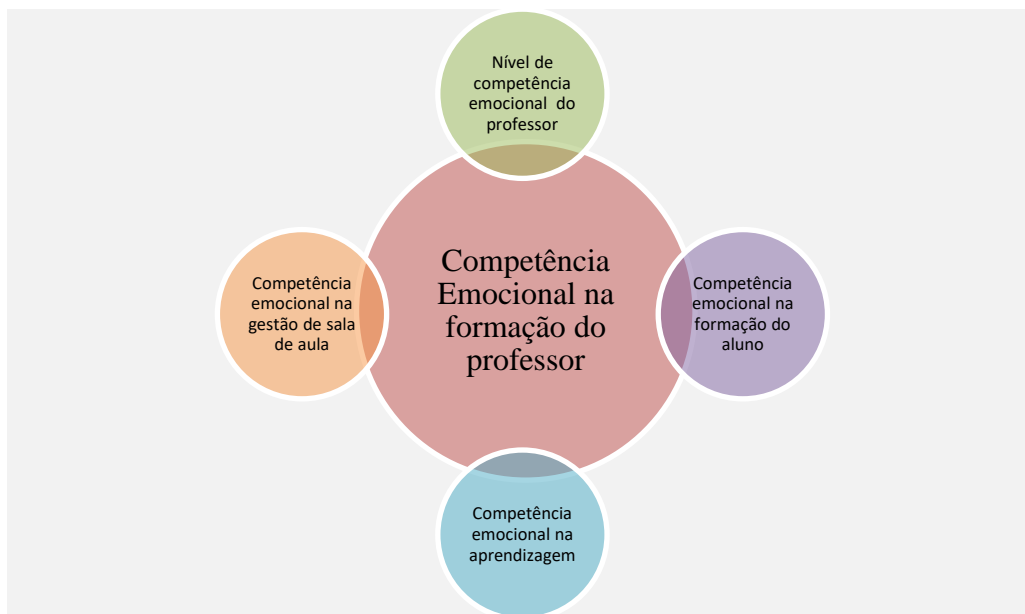 Nível de
competência
emocional do
professor
Competência
emocional na
gestão de sala
de aula
Competência
Emocional na
formação do
professor
Competência
emocional na
formação do
aluno
Competência
emocional na
aprendizagem